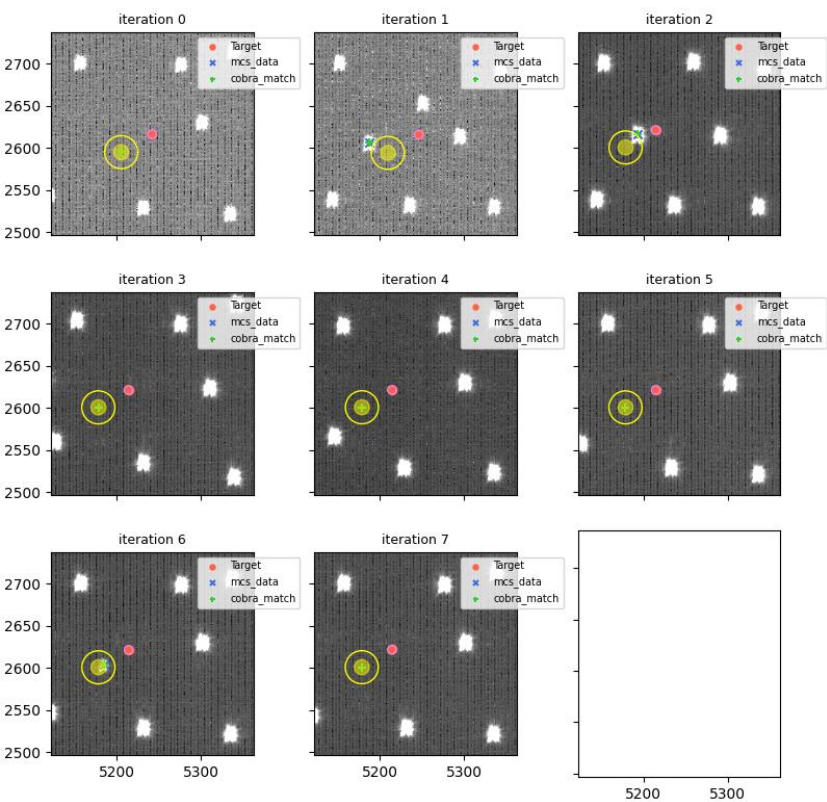 iteration 0
iteration 1
iteration 2
2700
2650
2600
2550
2500
Target
mcs_data
cobra_match
Target
mcs_data
cobra_match
Target
mcs_data
cobra_match
iteration 3
iteration 4
iteration 5
2700
2650
2600
2550
2500
Target
mcs_data
cobra_match
Target
mcs_data
cobra_match
Target
mcs_data
cobra_match
iteration 6
iteration 7
2700
2650
2600
2550
2500
Target
mcs_data
cobra_match
Target
mcs_data
cobra_match
5200
5300
5200
5300
5200
5300